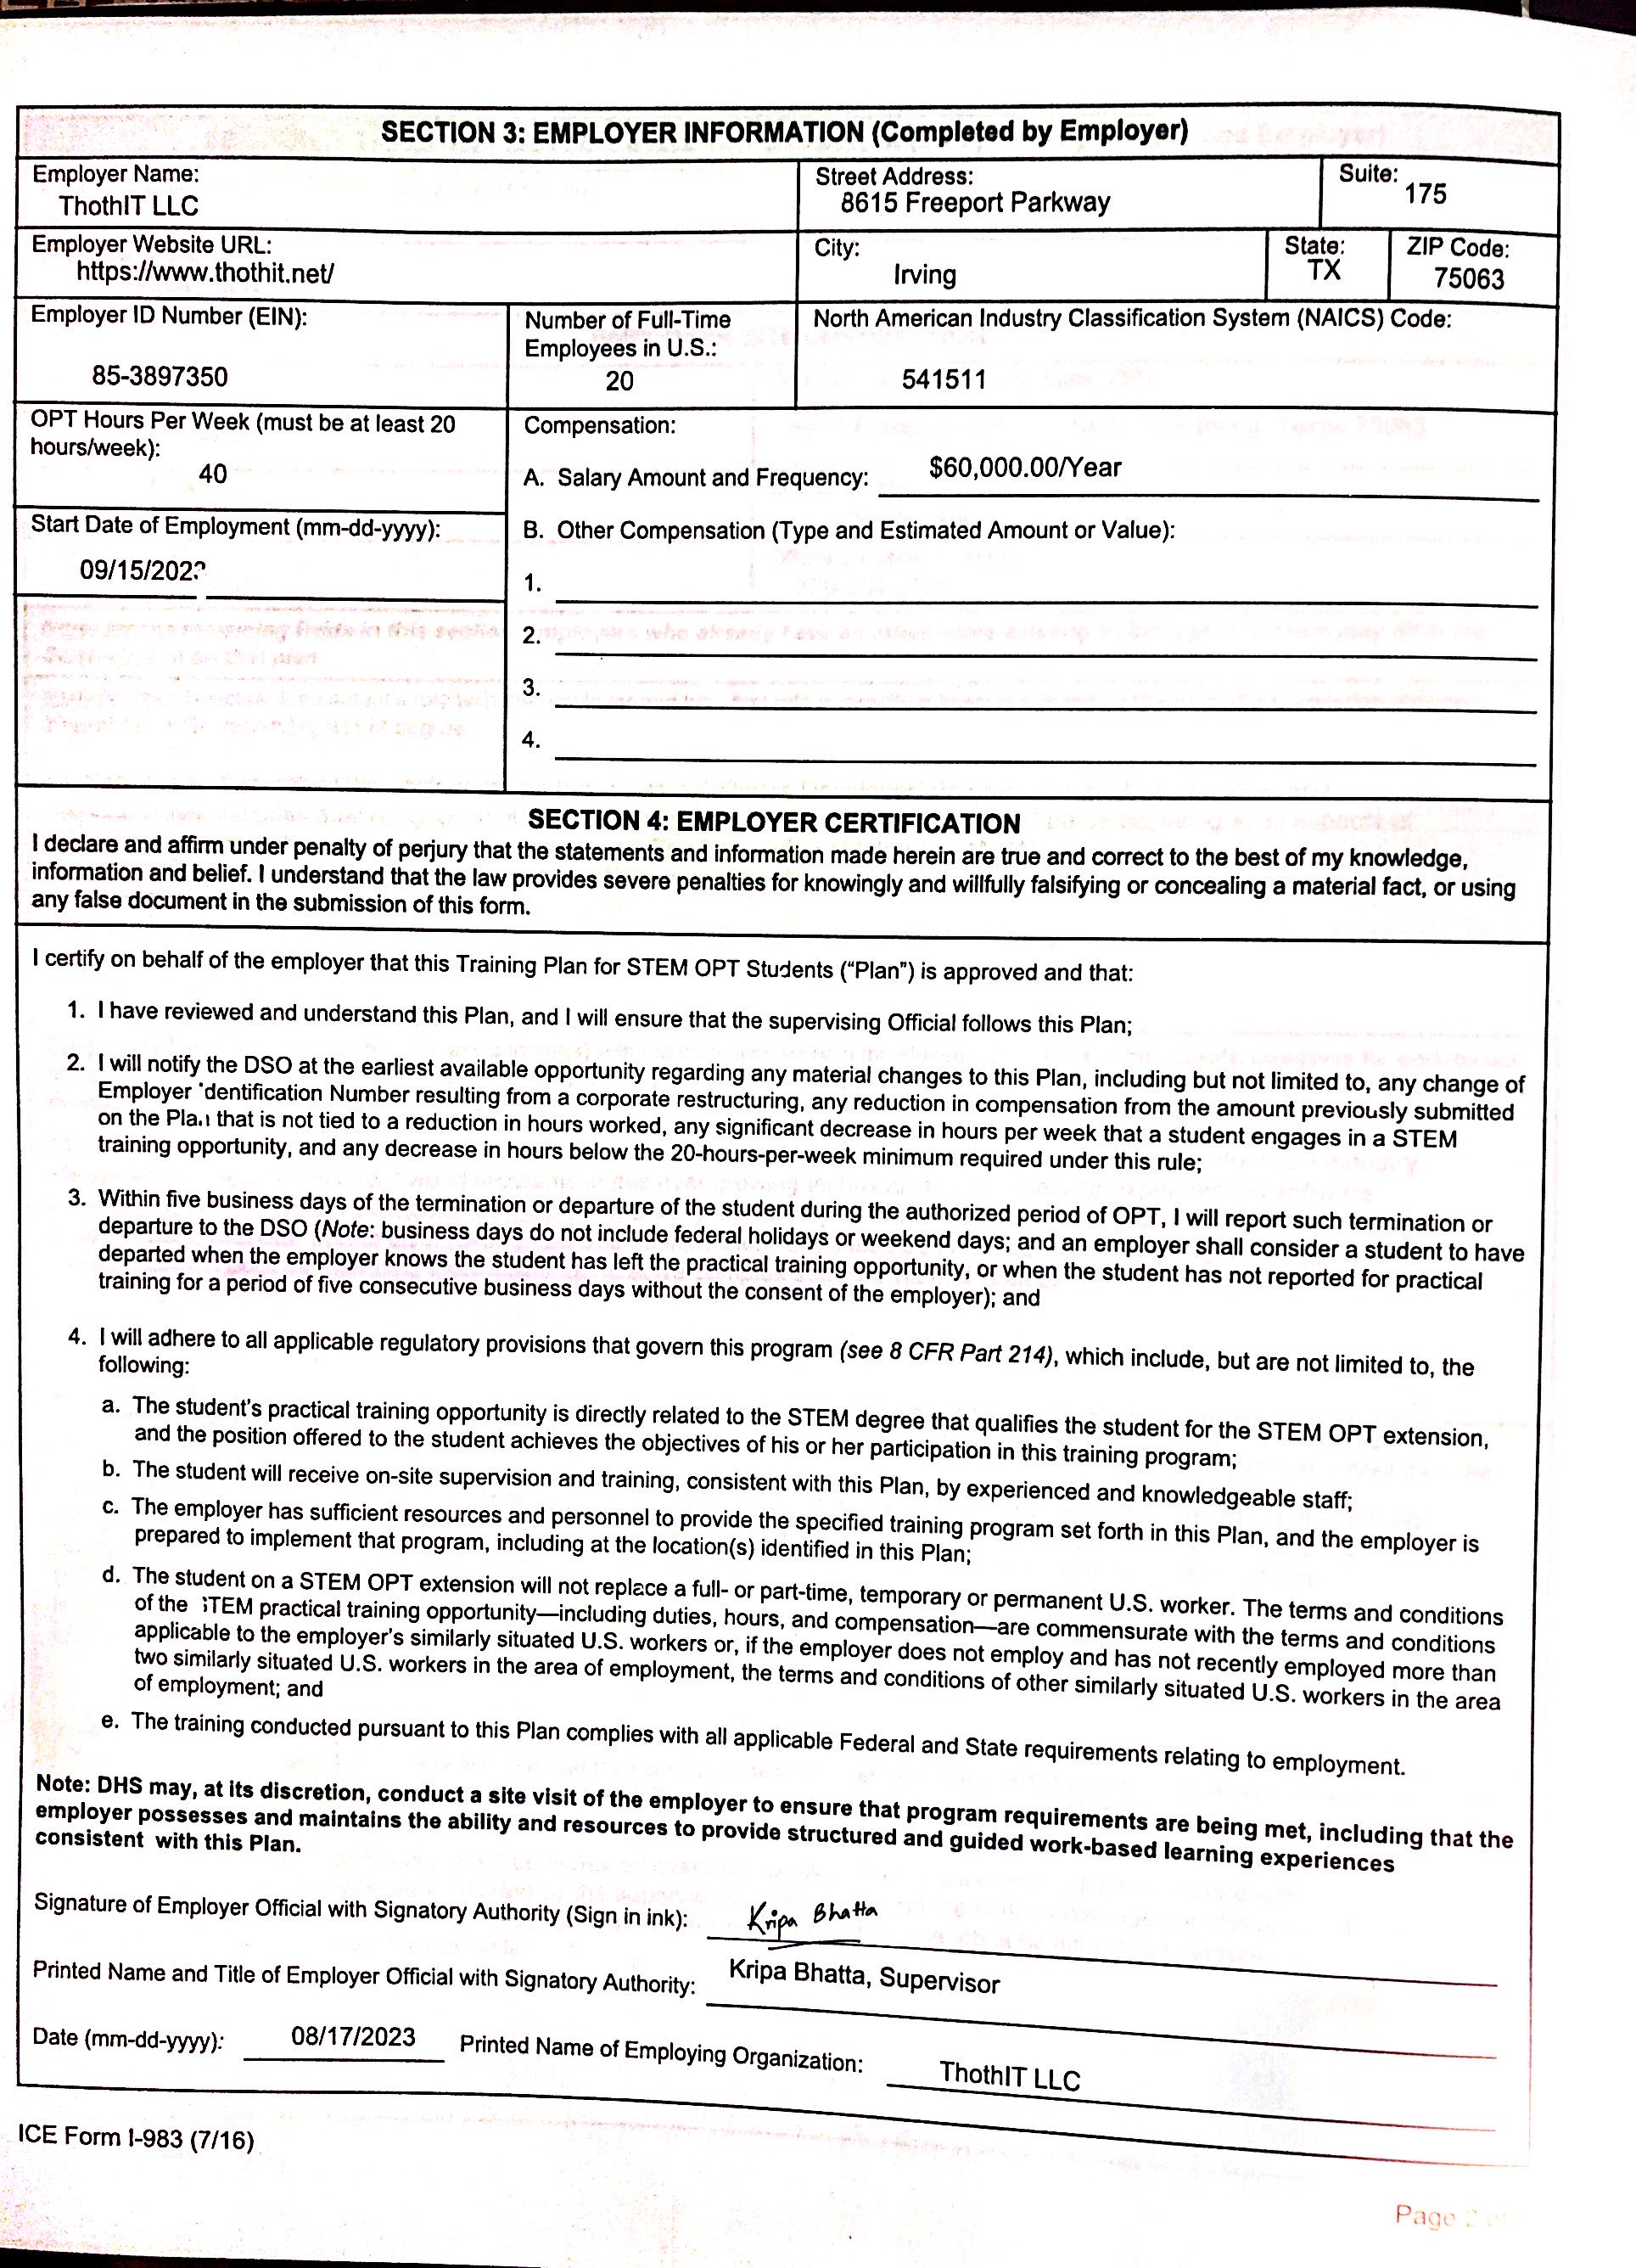 SECTION 3: EMPLOYER INFORMATION (Completed by Employer)
Employer Name:
ThothIT LLC
Street Address:
8615 Freeport Parkway
Suite:
175
Employer Website URL:
https://www.thothit.net/
City:
Irving
State:
TX
ZIP Code:
75063
Employer ID Number (EIN):
85-3897350
Number of Full-Time
Employees in U.S.:
20
North American Industry Classification System (NAICS) Code:
541511
OPT Hours Per Week (must be at least 20
hours/week):
40
Compensation:
A. Salary Amount and Frequency: $60,000.00/Year
Start Date of Employment (mm-dd-yyyy):
B. Other Compensation (Type and Estimated Amount or Value):
1.
2.
3.
4.
SECTION 4: EMPLOYER CERTIFICATION
I declare and affirm under penalty of perjury that the statements and information made herein are true and correct to the best of my knowledge,
information and belief. I understand that the law provides severe penalties for knowingly and willfully falsifying or concealing a material fact, or using
any false document in the submission of this form.
I certify on behalf of the employer that this Training Plan for STEM OPT Students (“Plan”) is approved and that:
1. I have reviewed and understand this Plan, and I will ensure that the supervising Official follows this Plan;
2. I will notify the DSO at the earliest available opportunity regarding any material changes to this Plan, including but not limited to, any change of
Employer Identification Number resulting from a corporate restructuring, any reduction in compensation from the amount previously submitted
on the Plan that is not tied to a reduction in hours worked, any significant decrease in hours per week that a student engages in a STEM
training opportunity, and any decrease in hours below the 20-hours-per-week minimum required under this rule;
3. Within five business days of the termination or departure of the student during the authorized period of OPT, I will report such termination or
departure to the DSO (Note: business days do not include federal holidays or weekend days; and an employer shall consider a student to have
departed when the employer knows the student has left the practical training opportunity, or when the student has not reported for practical
training for a period of five consecutive business days without the consent of the employer); and
4. I will adhere to all applicable regulatory provisions that govern this program (see 8 CFR Part 214), which include, but are not limited to, the
following:
a. The student's practical training opportunity is directly related to the STEM degree that qualifies the student for the STEM OPT extension,
and the position offered to the student achieves the objectives of his or her participation in this training program;
b. The student will receive on-site supervision and training, consistent with this Plan, by experienced and knowledgeable staff;
c. The employer has sufficient resources and personnel to provide the specified training program set forth in this Plan, and the employer is
prepared to implement that program, including at the location(s) identified in this Plan;
d. The student on a STEM OPT extension will not replace a full- or part-time, temporary or permanent U.S. worker. The terms and conditions
of the STEM practical training opportunity—including duties, hours, and compensation—are commensurate with the terms and conditions
applicable to the employer's similarly situated U.S. workers or, if the employer does not employ and has not recently employed more than
two similarly situated U.S. workers in the area of employment, the terms and conditions of other similarly situated U.S. workers in the area
of employment; and
e. The training conducted pursuant to this Plan complies with all applicable Federal and State requirements relating to employment.
Note: DHS may, at its discretion, conduct a site visit of the employer to ensure that program requirements are being met, including that the
employer possesses and maintains the ability and resources to provide structured and guided work-based learning experiences
consistent with this Plan.
Signature of Employer Official with Signatory Authority (Sign in ink): Kripa Bhatta
Printed Name and Title of Employer Official with Signatory Authority: Kripa Bhatta, Supervisor
Date (mm-dd-yyyy): 08/17/2023 Printed Name of Employing Organization: ThothIT LLC
ICE Form I-983 (7/16)
Page 2 of